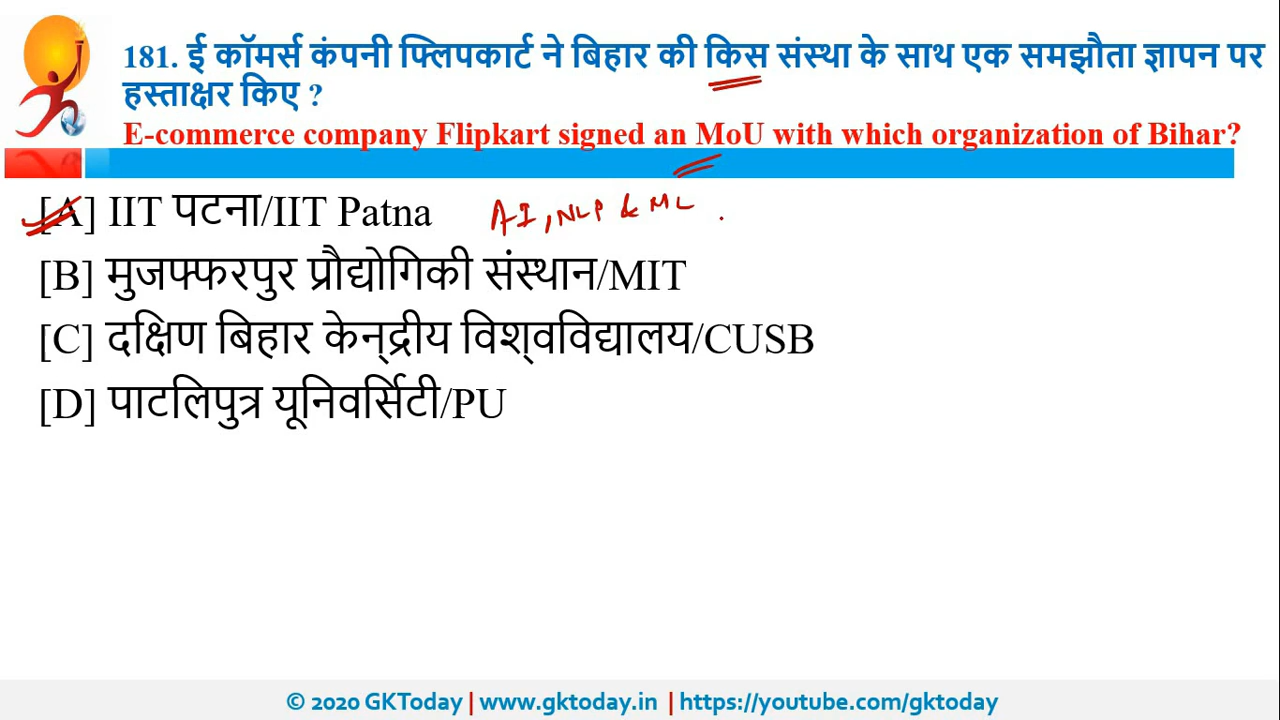 181. ई कॉमर्स कंपनी फ्लिपकार्ट ने बिहार की किस संस्था के साथ एक समझौता ज्ञापन पर
हस्ताक्षर किए ?
E-commerce company Flipkart signed an MoU with which organization of Bihar?
[A] IIT पटना/IIT Patna AI, NLP & ML
[B] मुजफ्फरपुर प्रौद्योगिकी संस्थान/MIT
[C] दक्षिण बिहार केन्द्रीय विश्वविद्यालय/CUSB
[D] पाटलिपुत्र यूनिवर्सिटी/PU
© 2020 GKToday | www.gktoday.in | https://youtube.com/gktoday